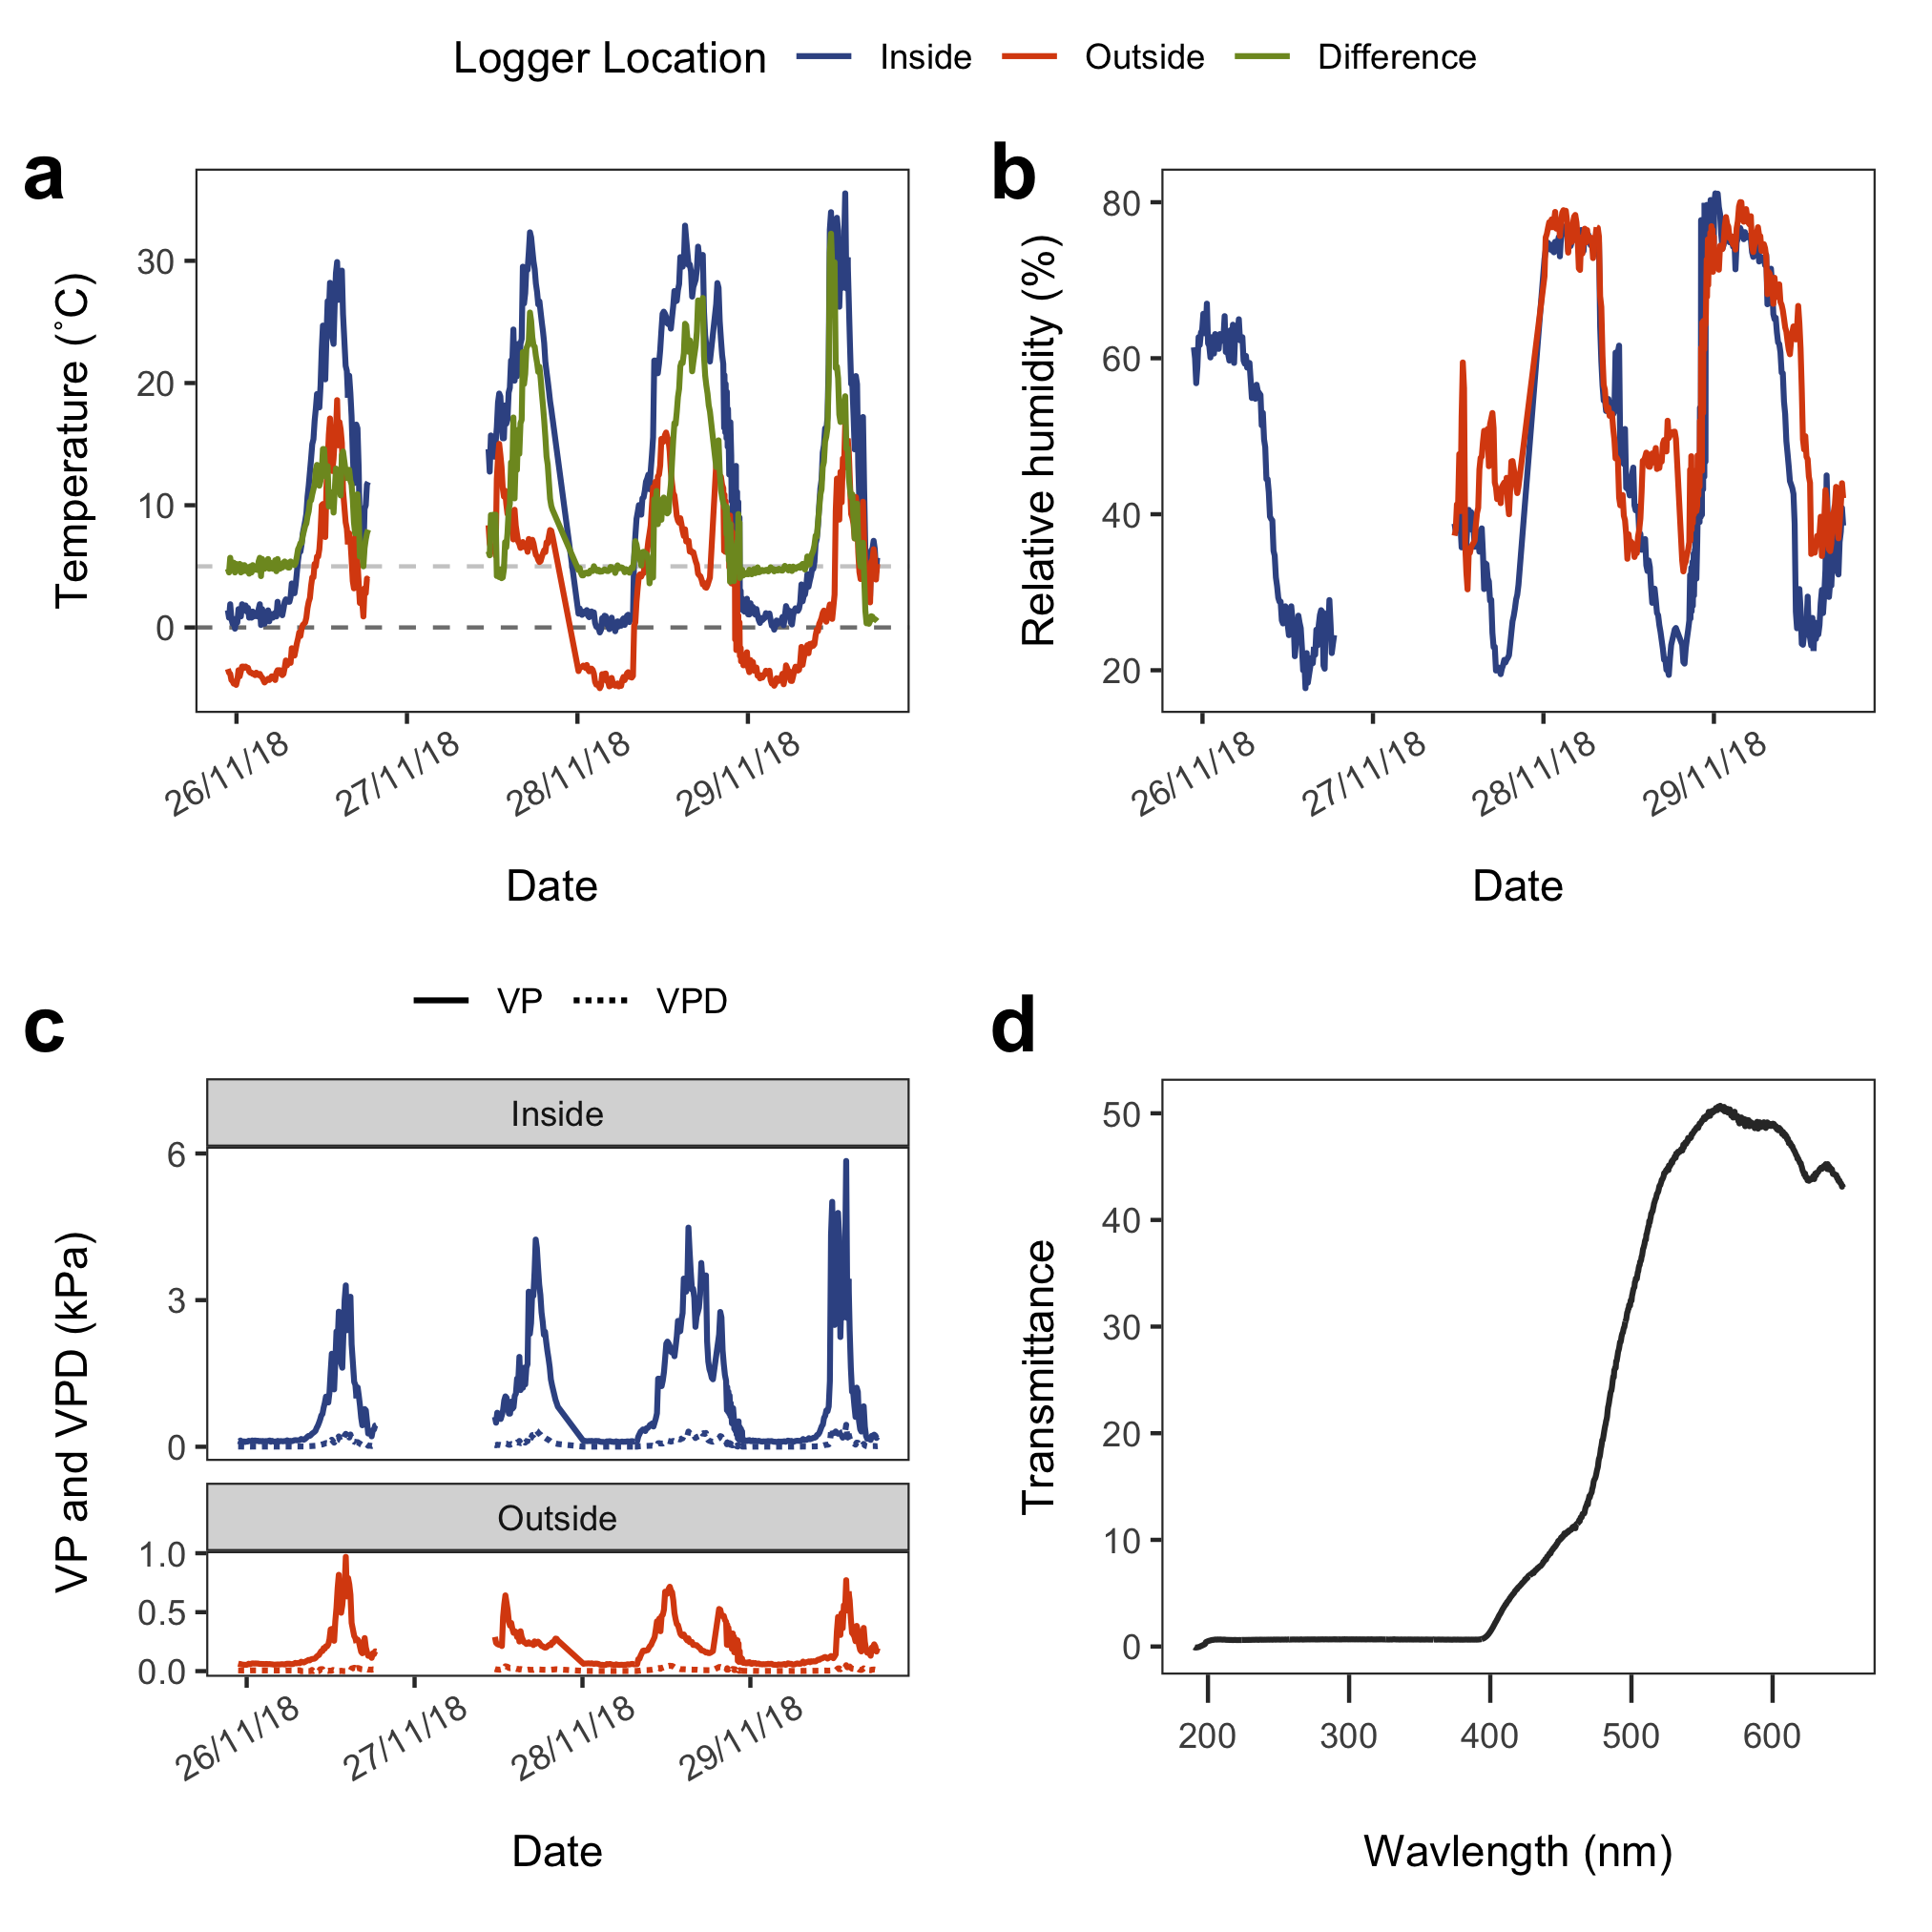 Logger Location Inside Outside Difference
a
Temperature (˚C)
30
20
10
0
26/11/18 27/11/18 28/11/18 29/11/18
Date
b
Relative humidity (%)
80
60
40
20
26/11/18 27/11/18 28/11/18 29/11/18
Date
c
VP VPD
VP and VPD (kPa)
Inside
6
3
0
Outside
1.0
0.5
0.0
26/11/18 27/11/18 28/11/18 29/11/18
Date
d
Transmittance
50
40
30
20
10
0
200 300 400 500 600
Wavlength (nm)